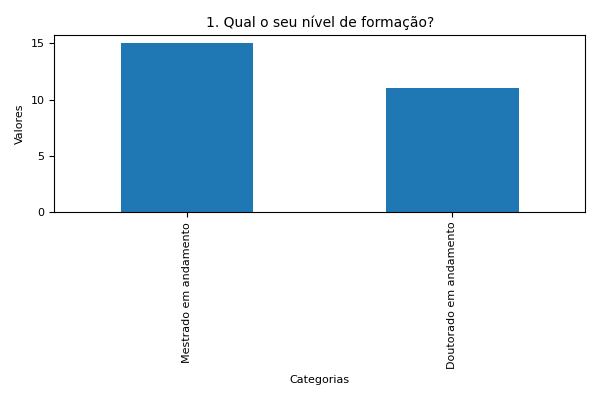 1. Qual o seu nível de formação?
Valores
15
10
5
0
Mestrado em andamento
Doutorado em andamento
Categorias